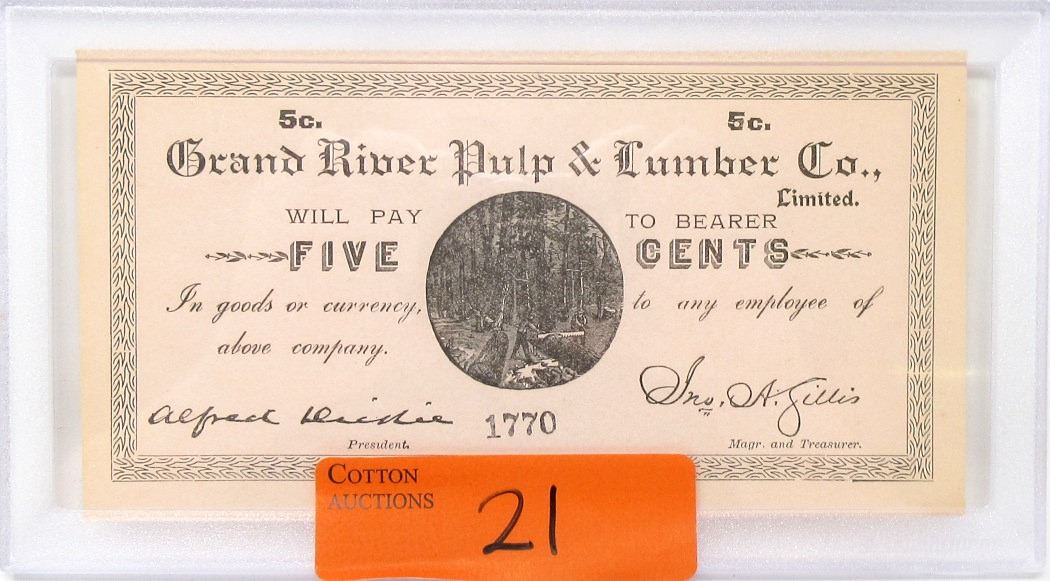 5c. 5c.
Grand River Pulp & Lumber Co.,
Limited.
WILL PAY TO BEARER
FIVE CENTS
In goods or currency, to any employee of
above company.
Alfred Dickie Jno. A. Gillis
1770
President. Magr. and Treasurer.
COTTON
AUCTIONS
21